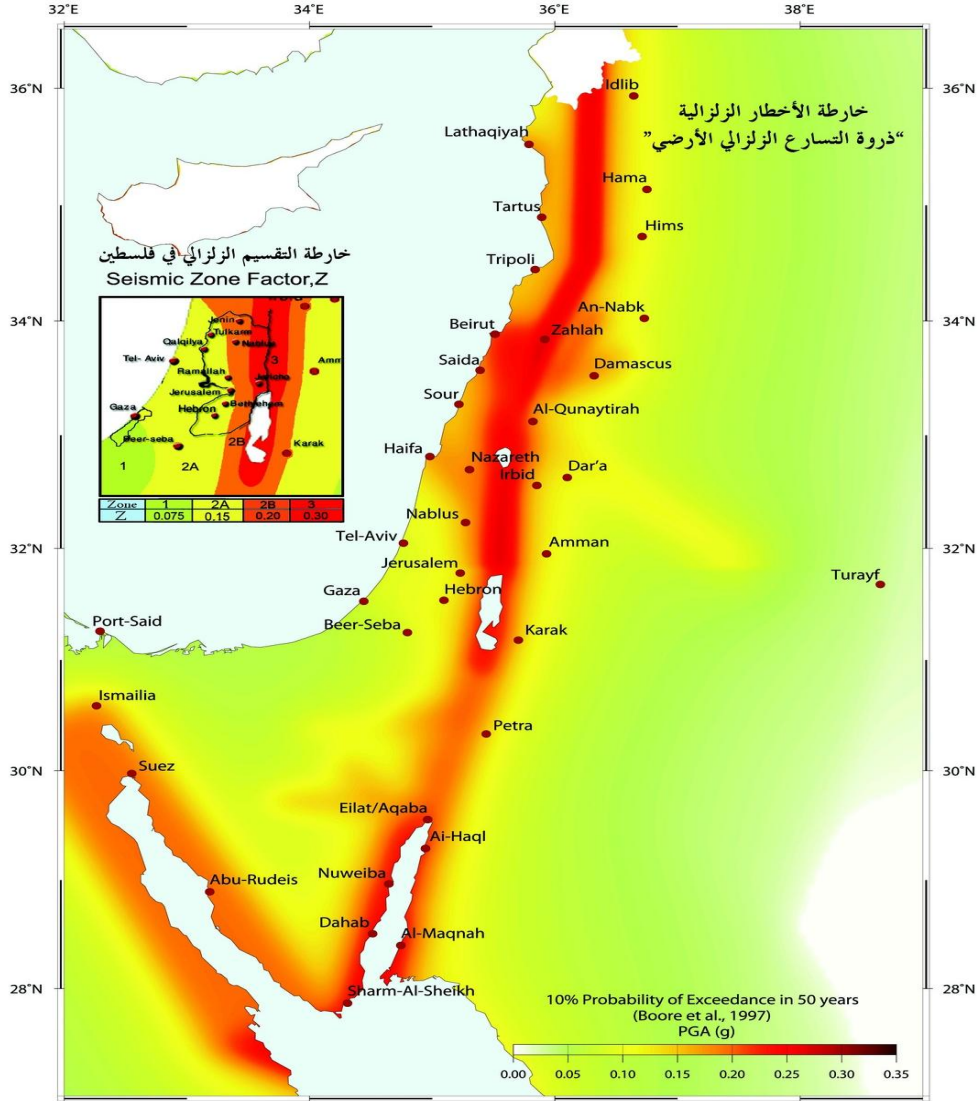 32°E 34°E 36°E 38°E
36°N 36°N
Idlib
خارطة الأخطار الزلزالية
“ذروة التسارع الزلزالي الأرضي”
Lathaqiyah
Hama
Tartus
Hims
خارطة التقسيم الزلزالي في فلسطين
Seismic Zone Factor,Z
Tripoli
An-Nabk
34°N 34°N
Beirut
Zahlah
Saida
Damascus
Sour
Al-Qunaytirah
Jenin
Tulkarm
Nablus
Qalqilya
Tel- Aviv
3
Amm
Ramallah
Jericho
Jerusalem
Bethlehem
Gaza
Hebron
Beer-seba
2B
Karak
1
2A
Zone 1 2A 2B 3
Z 0.075 0.15 0.20 0.30
Haifa
Nazareth
Irbid
Dar'a
Nablus
Tel-Aviv
32°N 32°N
Amman
Jerusalem
Turayf
Gaza
Hebron
Beer-Seba
Karak
Port-Said
Ismailia
Petra
30°N 30°N
Suez
Eilat/Aqaba
Ai-Haql
Nuweiba
Abu-Rudeis
Dahab
Al-Maqnah
28°N 28°N
Sharm-Al-Sheikh
10% Probability of Exceedance in 50 years
(Boore et al., 1997)
PGA (g)
0.00 0.05 0.10 0.15 0.20 0.25 0.30 0.35